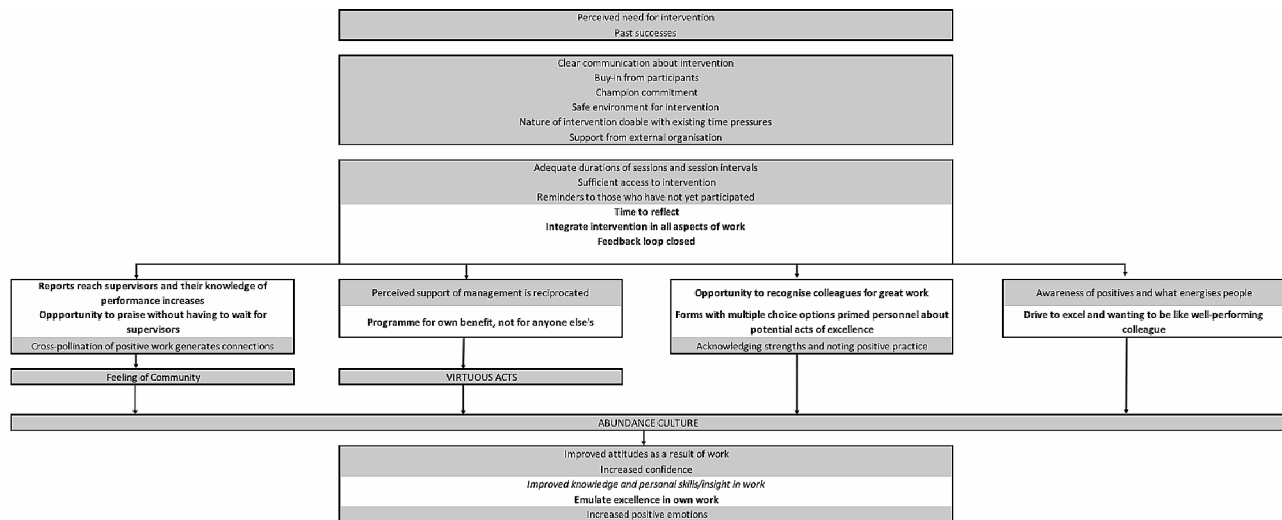 Perceived need for intervention
Past successes
Clear communication about intervention
Buy-in from participants
Champion commitment
Safe environment for intervention
Nature of intervention doable with existing time pressures
Support from external organisation
Adequate durations of sessions and session intervals
Sufficient access to intervention
Reminders to those who have not yet participated
Time to reflect
Integrate intervention in all aspects of work
Feedback loop closed
Reports reach supervisors and their knowledge of
performance increases
Oppportunity to praise without having to wait for
supervisors
Cross-pollination of positive work generates connections
Feeling of Community
Perceived support of management is reciprocated
Programme for own benefit, not for anyone else's
VIRTUOUS ACTS
Opportunity to recognise colleagues for great work
Forms with multiple choice options primed personnel about
potential acts of excellence
Acknowledging strengths and noting positive practice
Awareness of positives and what energises people
Drive to excel and wanting to be like well-performing
colleague
ABUNDANCE CULTURE
Improved attitudes as a result of work
Increased confidence
Improved knowledge and personal skills/insight in work
Emulate excellence in own work
Increased positive emotions